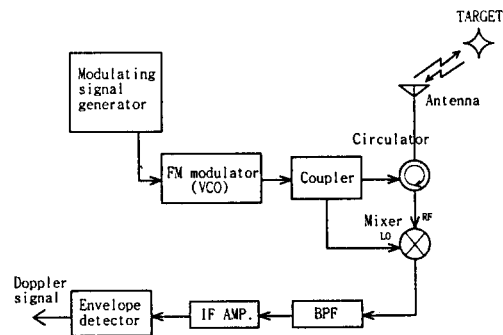 TARGET
Modulating
signal
generator
Antenna
Circulator
FM modulator
(VCO)
Coupler
Mixer
RF
LO
Doppler
signal
Envelope
detector
IF AMP.
BPF